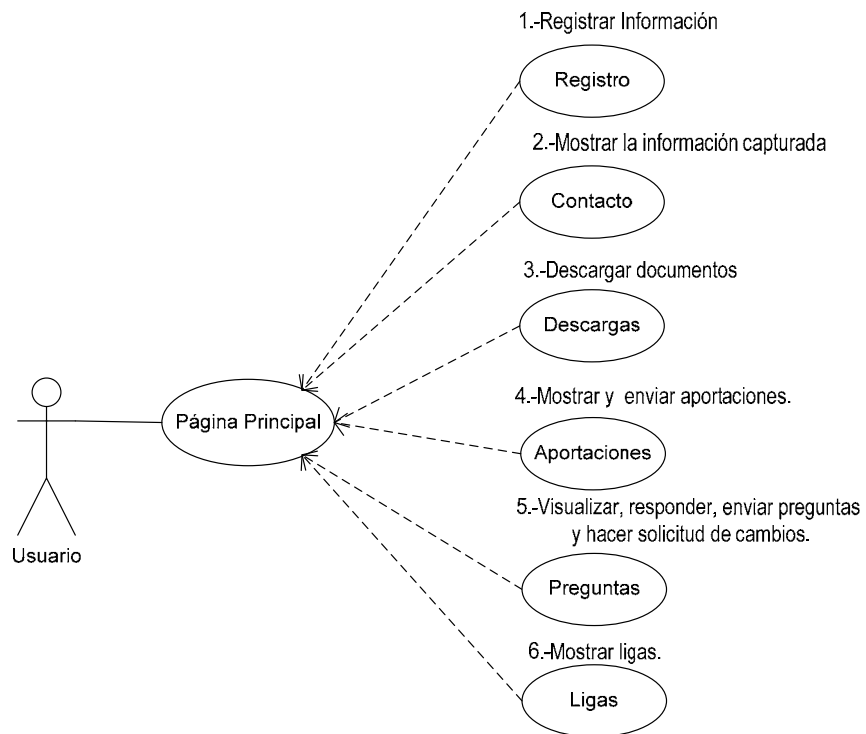 1.-Registrar Información
Registro
2.-Mostrar la información capturada
Contacto
3.-Descargar documentos
Descargas
4.-Mostrar y enviar aportaciones.
Página Principal
Aportaciones
5.-Visualizar, responder, enviar preguntas
y hacer solicitud de cambios.
Usuario
Preguntas
6.-Mostrar ligas.
Ligas